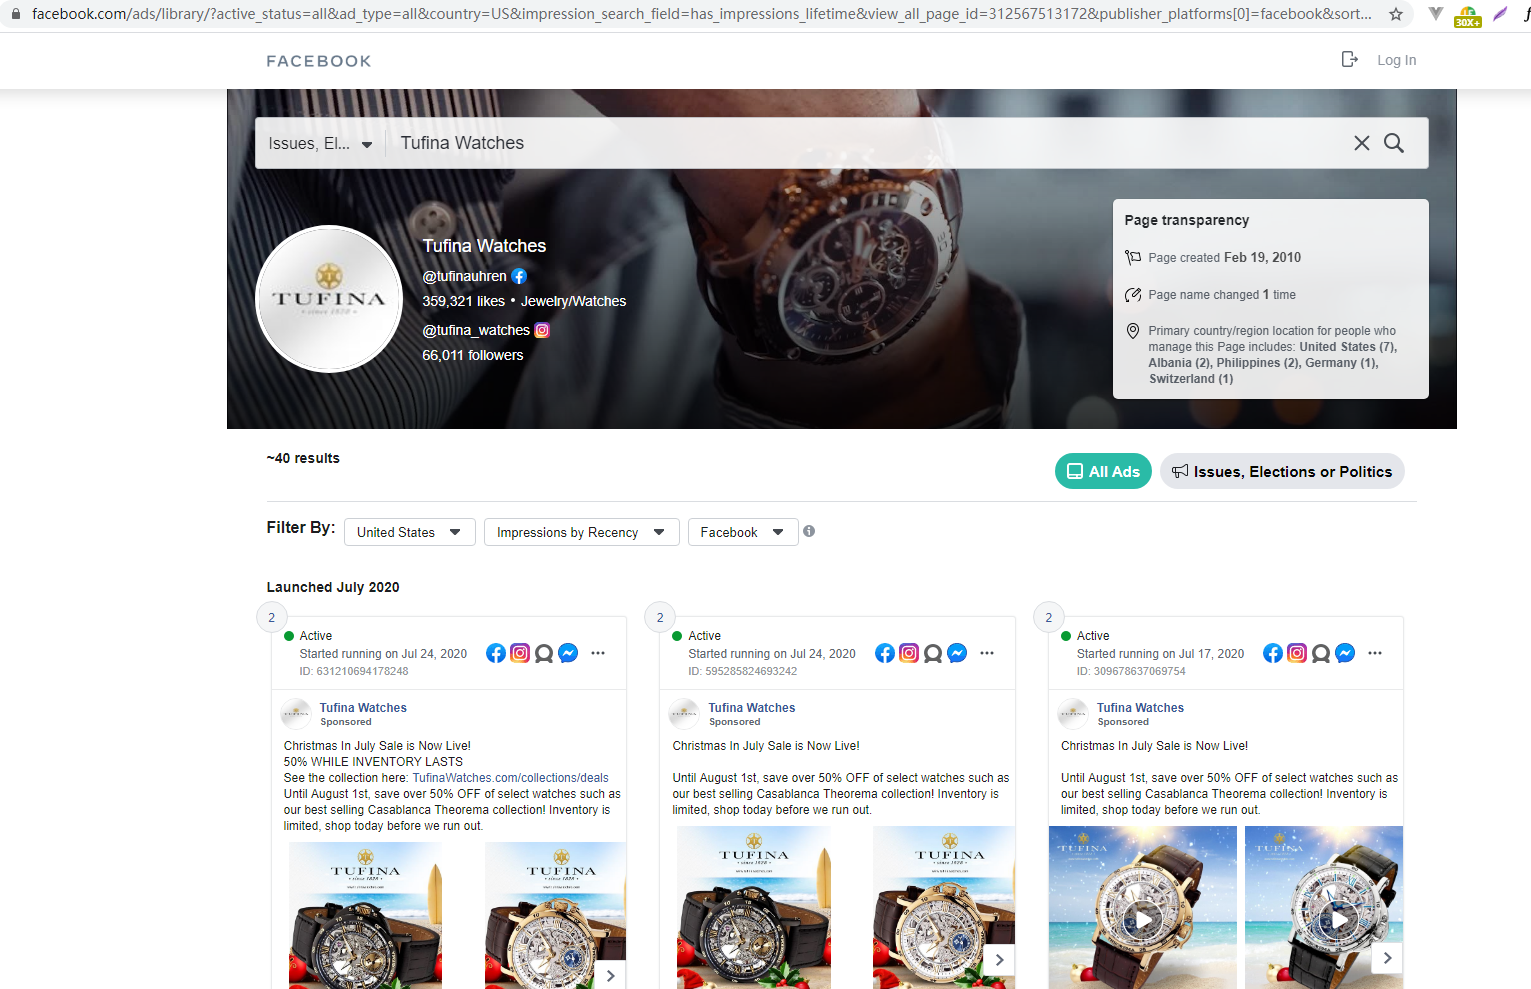 facebook.com/ads/library/?active_status=all&ad_type=all&country=US&impression_search_field=has_impressions_lifetime&view_all_page_id=312567513172&publisher_platforms[0]=facebook&sort...
30X+
FACEBOOK
Log In
Issues, El...
Tufina Watches
Page transparency
Page created Feb 19, 2010
Page name changed 1 time
Primary country/region location for people who
manage this Page includes: United States (7),
Albania (2), Philippines (2), Germany (1),
Switzerland (1)
TUFINA
since 1828
Tufina Watches
@tufinauhren
359,321 likes • Jewelry/Watches
@tufina_watches
66,011 followers
~40 results
All Ads
Issues, Elections or Politics
Filter By:
United States
Impressions by Recency
Facebook
Launched July 2020
2
Active
Started running on Jul 24, 2020
ID: 631210694178248
Tufina Watches
Sponsored
Christmas In July Sale is Now Live!
50% WHILE INVENTORY LASTS
See the collection here: TufinaWatches.com/collections/deals
Until August 1st, save over 50% OFF of select watches such as
our best selling Casablanca Theorema collection! Inventory is
limited, shop today before we run out.
TUFINA
since 1828
TUFINA
since 1828
2
Active
Started running on Jul 24, 2020
ID: 595285824693242
Tufina Watches
Sponsored
Christmas In July Sale is Now Live!
Until August 1st, save over 50% OFF of select watches such as
our best selling Casablanca Theorema collection! Inventory is
limited, shop today before we run out.
TUFINA
since 1828
TUFINA
since 1828
2
Active
Started running on Jul 17, 2020
ID: 309678637069754
Tufina Watches
Sponsored
Christmas In July Sale is Now Live!
Until August 1st, save over 50% OFF of select watches such as
our best selling Casablanca Theorema collection! Inventory is
limited, shop today before we run out.
TUFINA
TUFINA